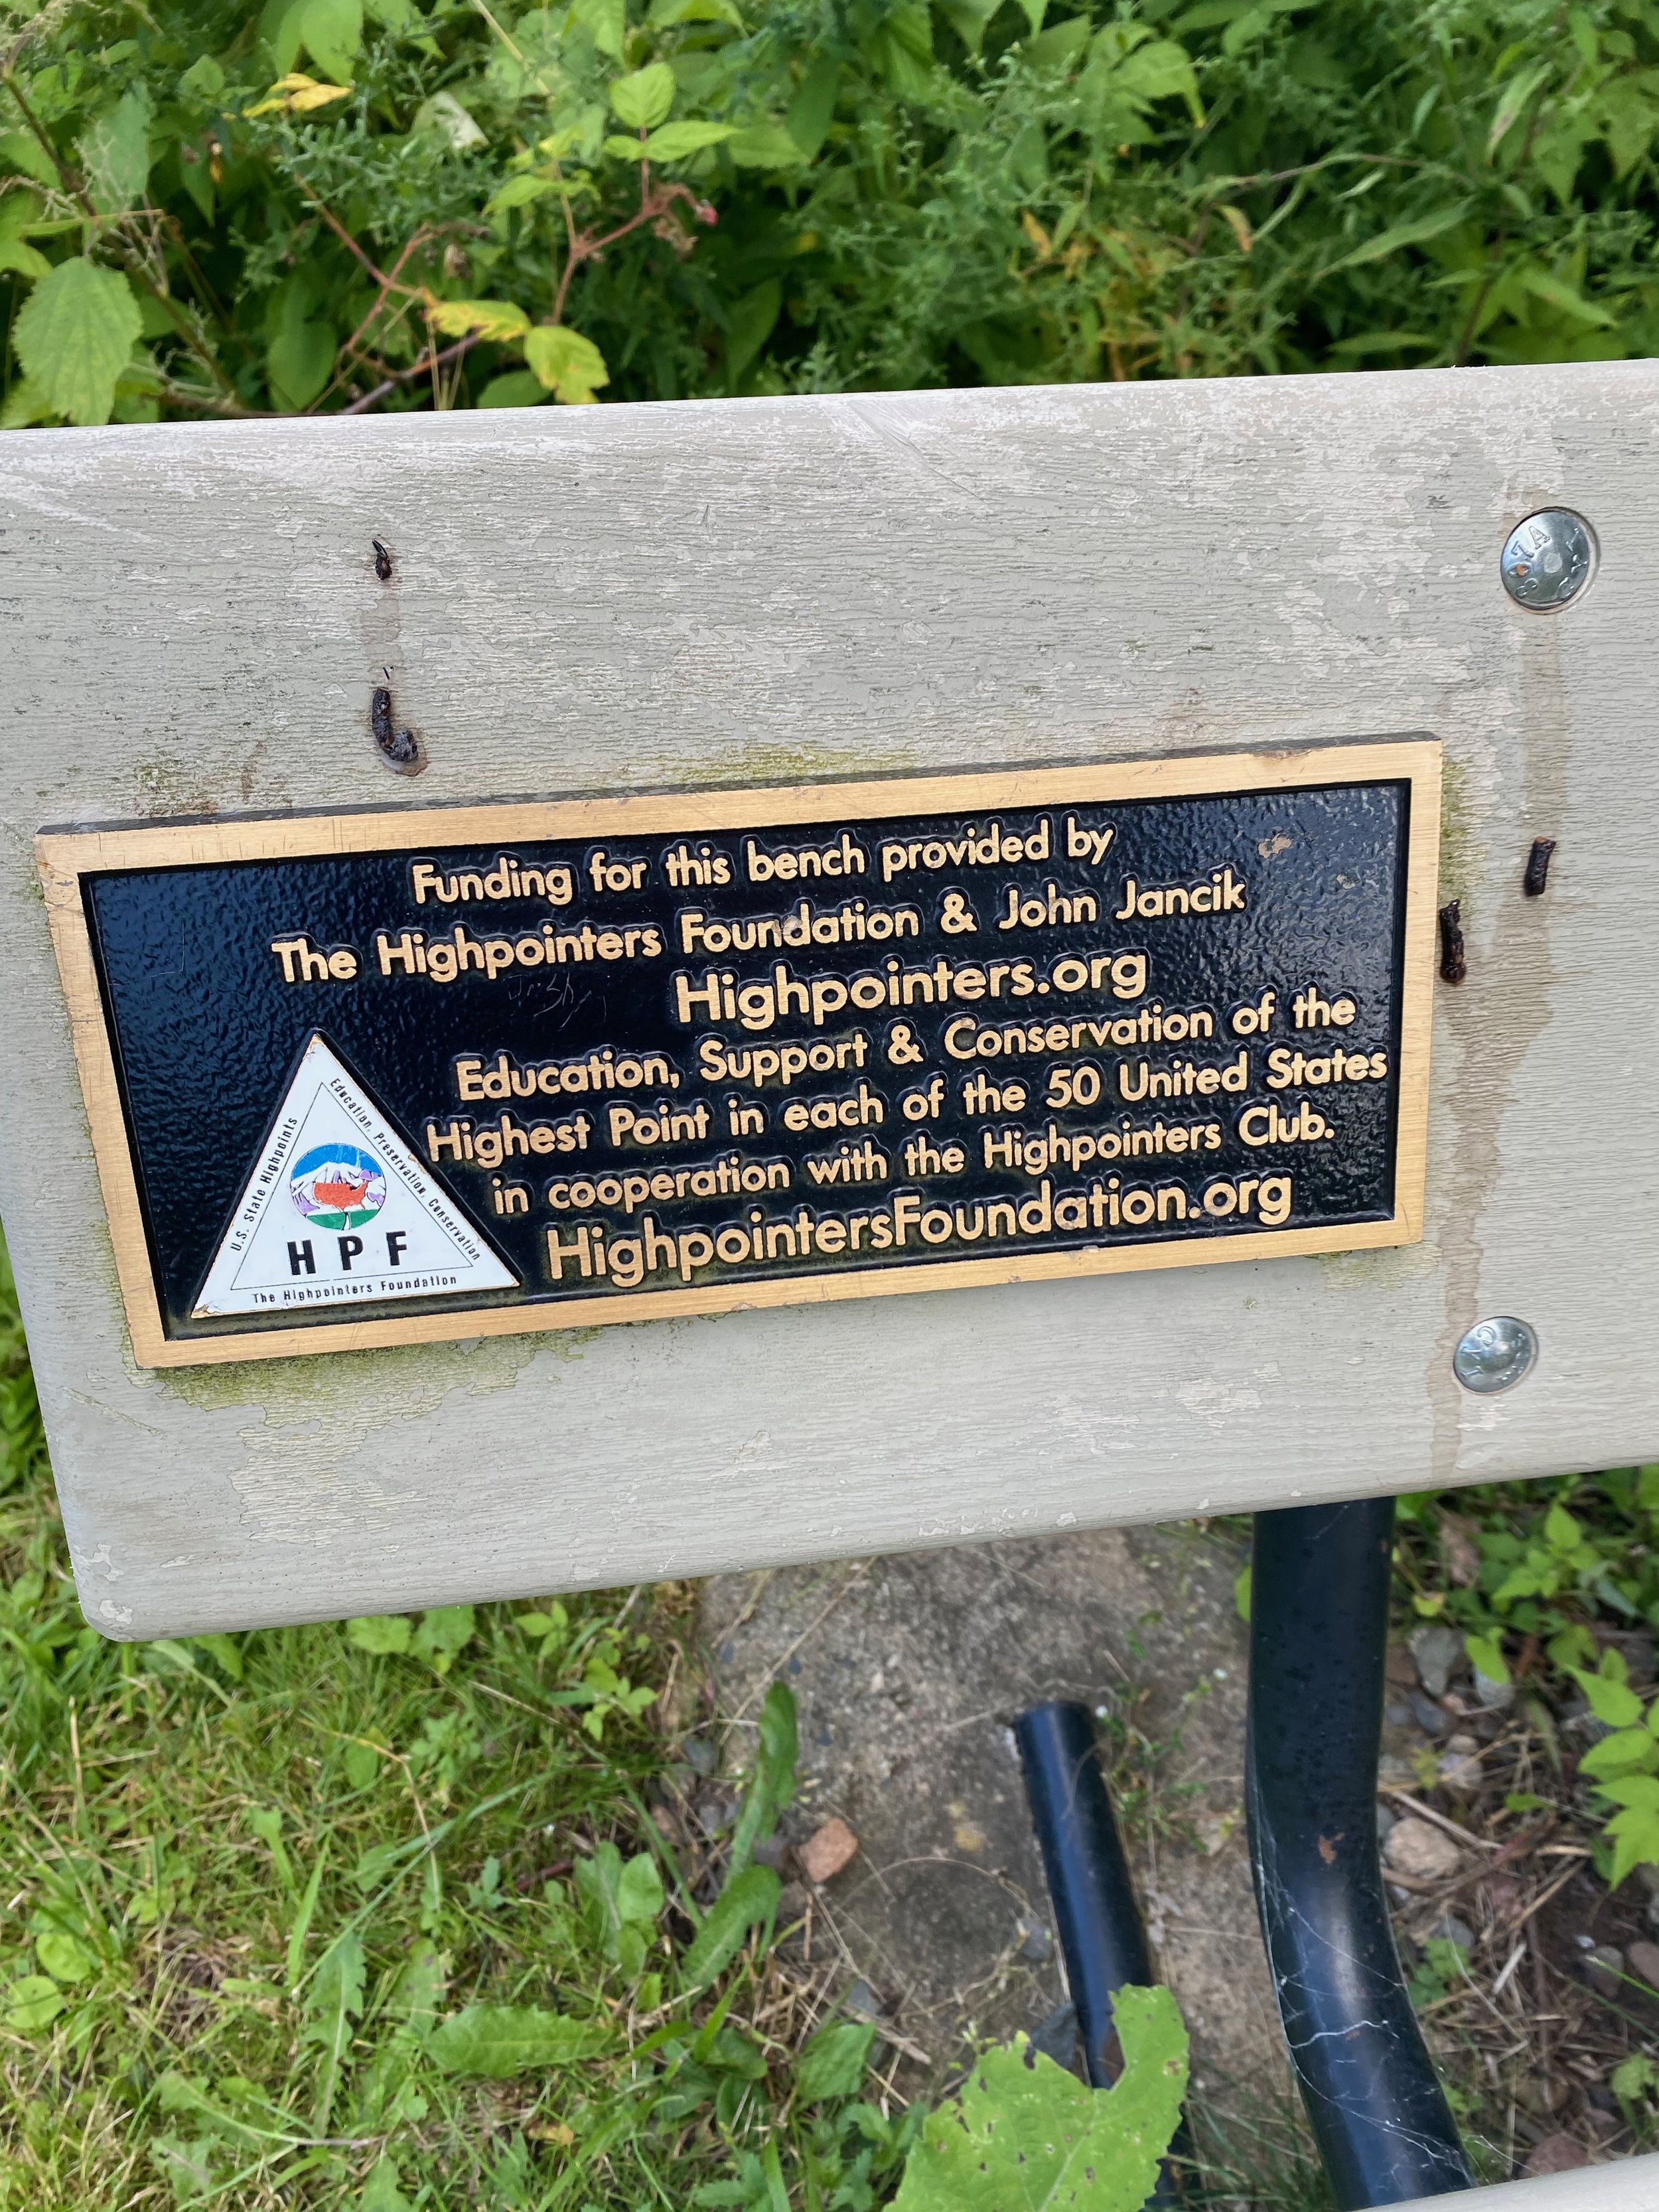 Funding for this bench provided by
The Highpointers Foundation & John Jancik
Highpointers.org
Education, Support & Conservation of the
Highest Point in each of the 50 United States
in cooperation with the Highpointers Club.
HighpointersFoundation.org
U.S. State Highpoints
Education, Preservation, Conservation
HPF
The Highpointers Foundation
307A